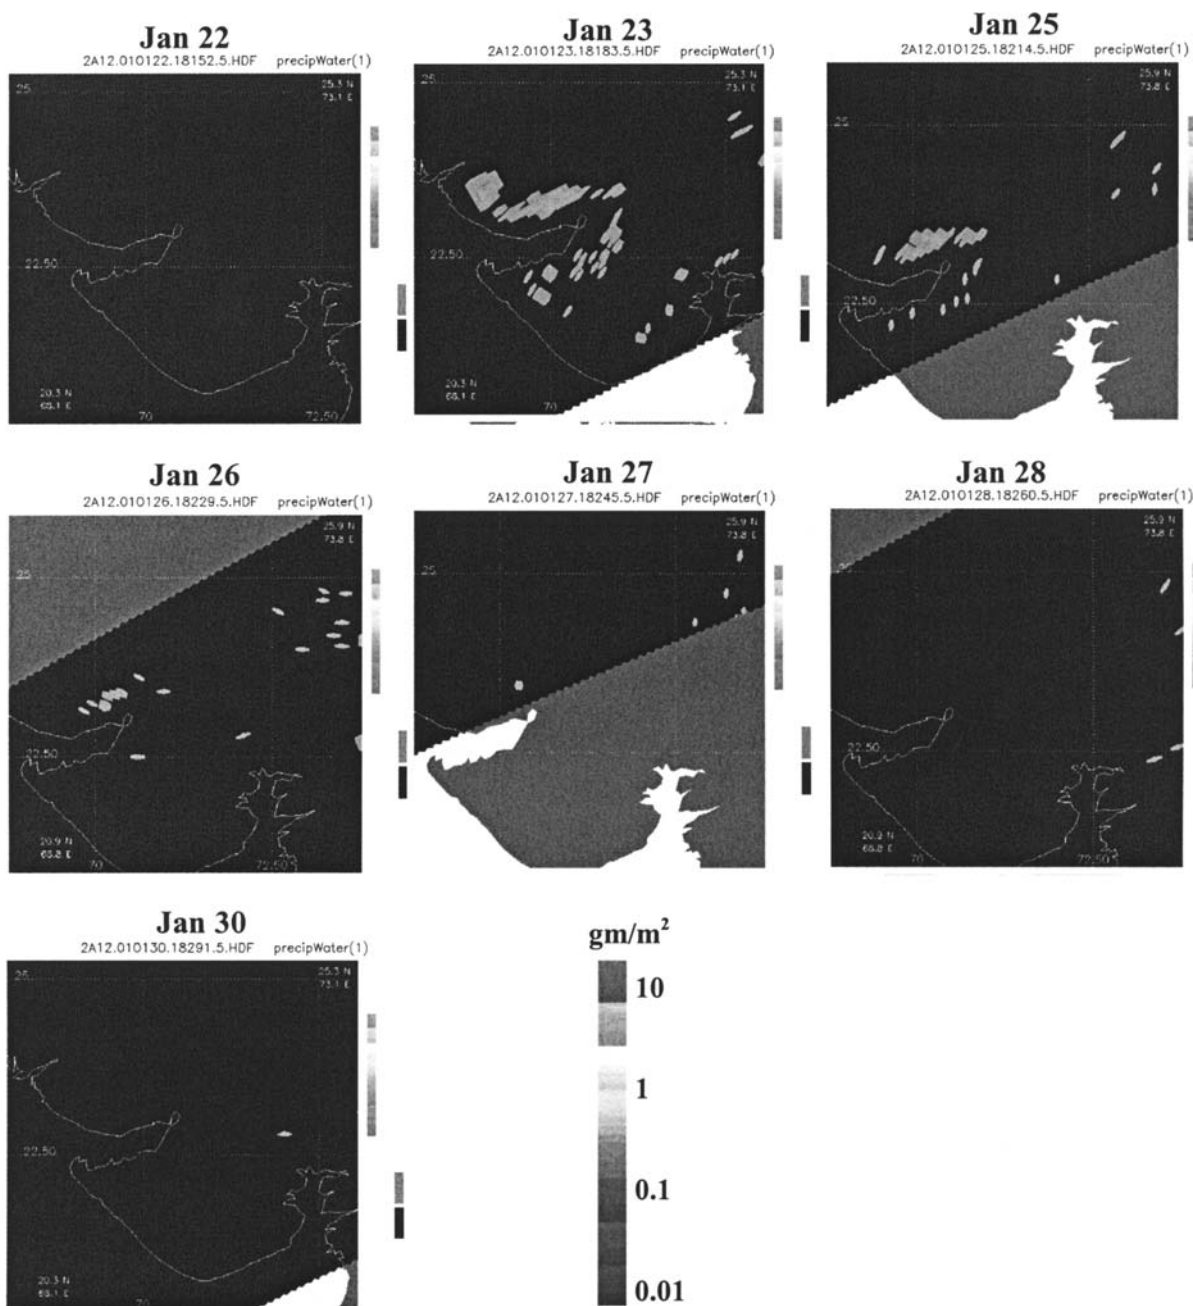 Jan 22
2A12.010122.18152.5.HDF precipWater(1)
25
25.3 N
73.1 E
22.50
20.3 N
68.1 E
70
72.50
Jan 23
2A12.010123.18183.5.HDF precipWater(1)
25
25.3 N
73.1 E
22.50
20.3 N
68.1 E
70
Jan 25
2A12.010125.18214.5.HDF precipWater(1)
25
25.9 N
73.8 E
22.50
Jan 26
2A12.010126.18229.5.HDF precipWater(1)
25
25.9 N
73.8 E
22.50
20.9 N
68.8 E
70
72.50
Jan 27
2A12.010127.18245.5.HDF precipWater(1)
25
25.9 N
73.8 E
Jan 28
2A12.010128.18260.5.HDF precipWater(1)
25.9 N
73.8 E
22.50
20.9 N
68.8 E
70
72.50
Jan 30
2A12.010130.18291.5.HDF precipWater(1)
25
25.3 N
73.1 E
22.50
20.3 N
68.1 E
70
gm/m²
10
1
0.1
0.01